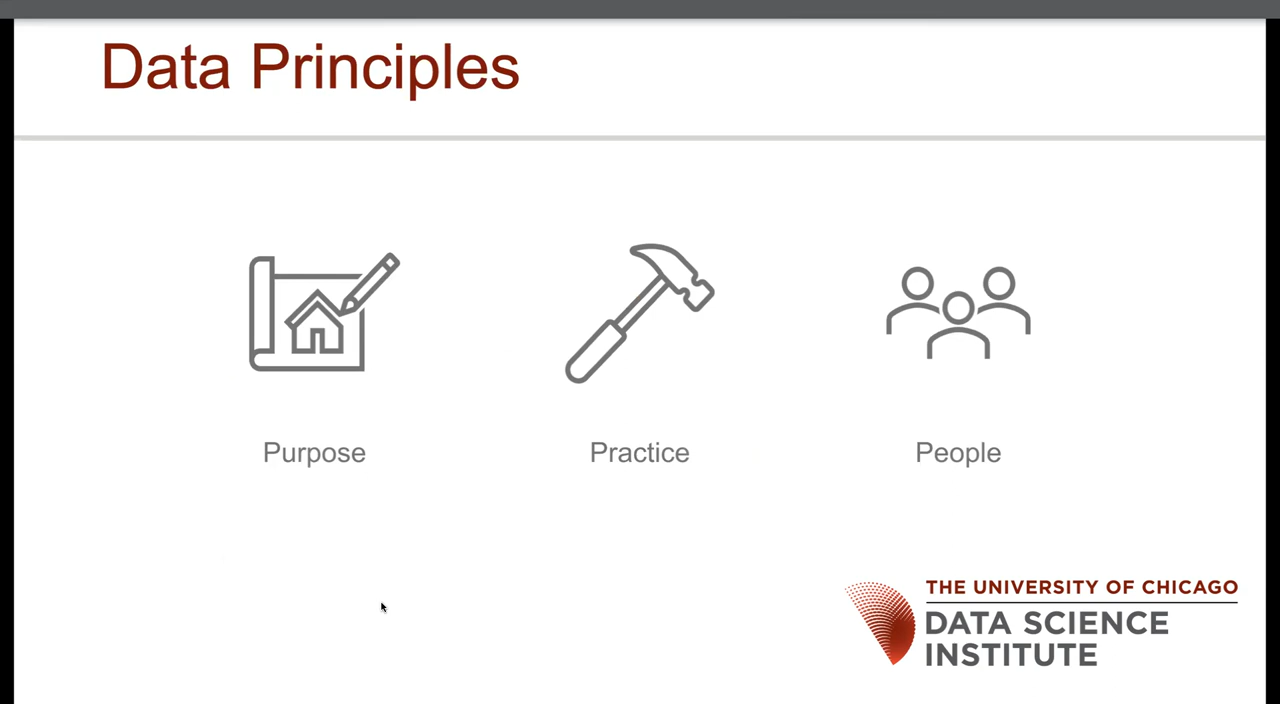 Data Principles
Purpose
Practice
People
THE UNIVERSITY OF CHICAGO
DATA SCIENCE
INSTITUTE